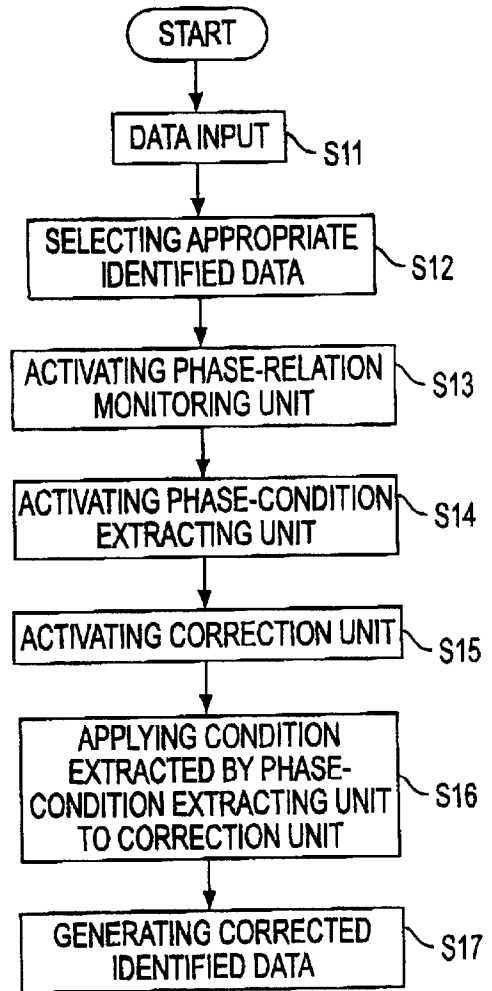 START
DATA INPUT
S11
SELECTING APPROPRIATE
IDENTIFIED DATA
S12
ACTIVATING PHASE-RELATION
MONITORING UNIT
S13
ACTIVATING PHASE-CONDITION
EXTRACTING UNIT
S14
ACTIVATING CORRECTION UNIT
S15
APPLYING CONDITION
EXTRACTED BY PHASE-
CONDITION EXTRACTING UNIT
TO CORRECTION UNIT
S16
GENERATING CORRECTED
IDENTIFIED DATA
S17